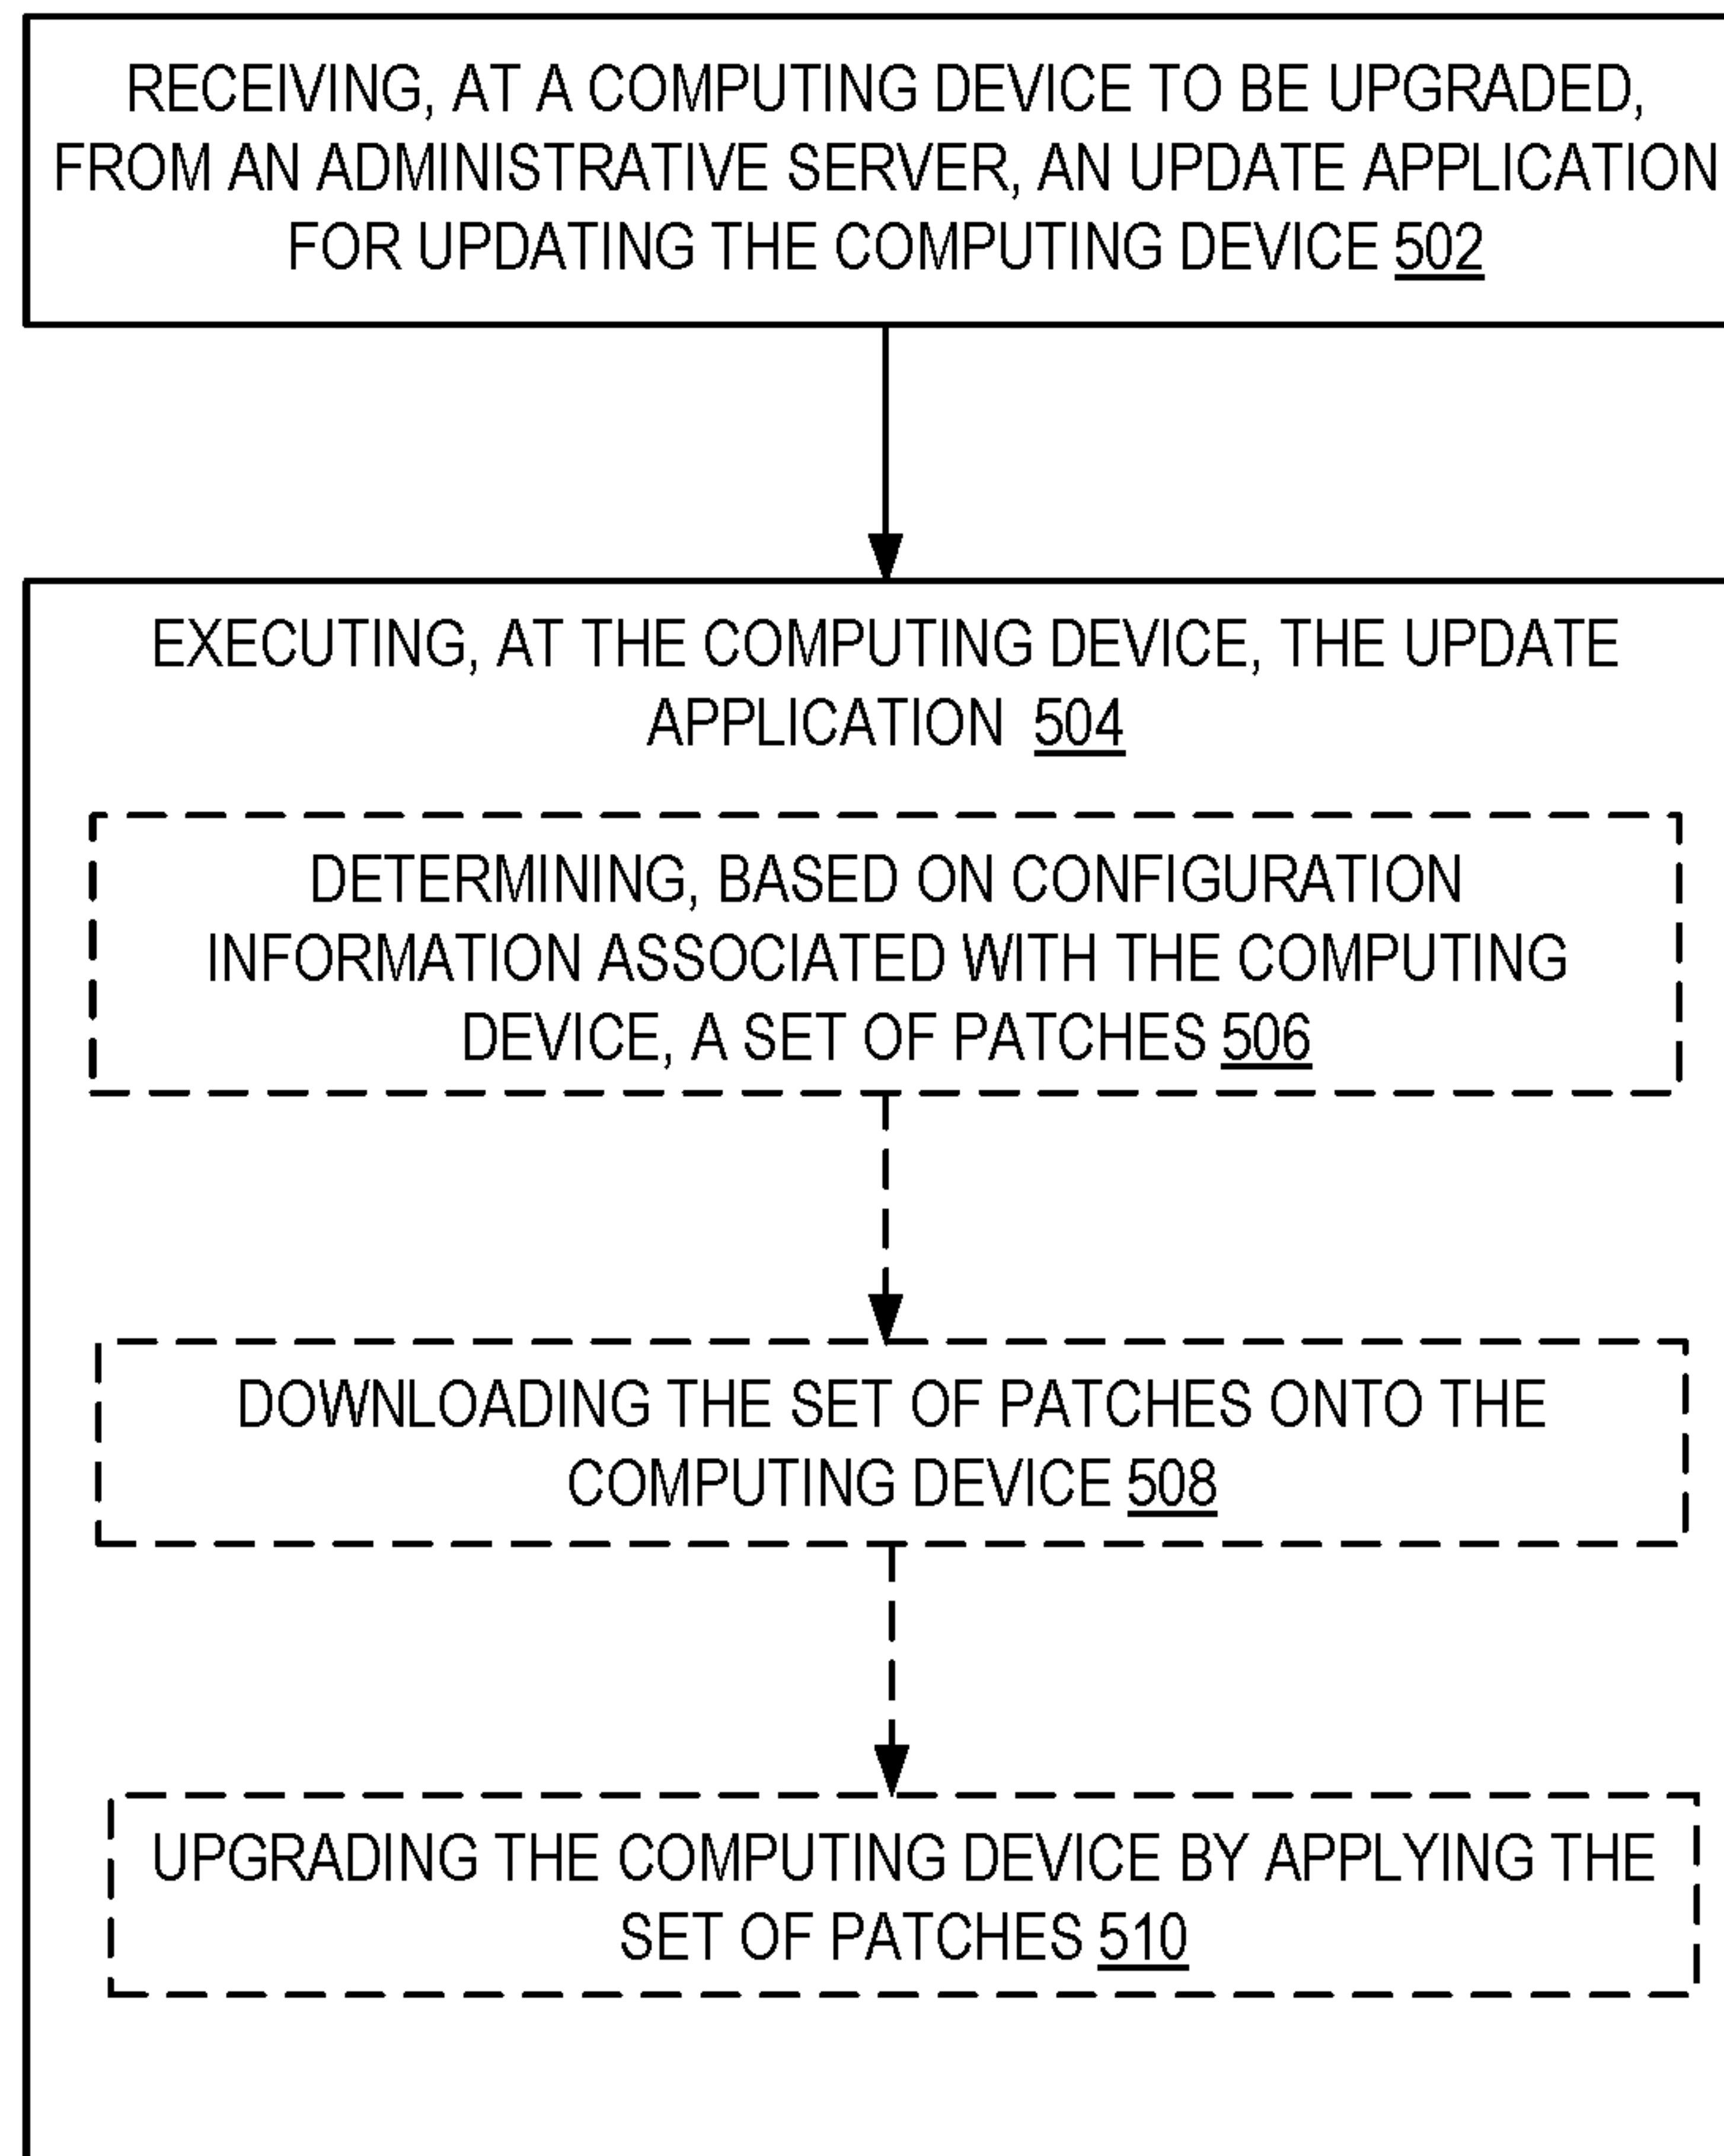 RECEIVING, AT A COMPUTING DEVICE TO BE UPGRADED,
FROM AN ADMINISTRATIVE SERVER, AN UPDATE APPLICATION
FOR UPDATING THE COMPUTING DEVICE 502
EXECUTING, AT THE COMPUTING DEVICE, THE UPDATE
APPLICATION 504
DETERMINING, BASED ON CONFIGURATION
INFORMATION ASSOCIATED WITH THE COMPUTING
DEVICE, A SET OF PATCHES 506
DOWNLOADING THE SET OF PATCHES ONTO THE
COMPUTING DEVICE 508
UPGRADING THE COMPUTING DEVICE BY APPLYING THE
SET OF PATCHES 510